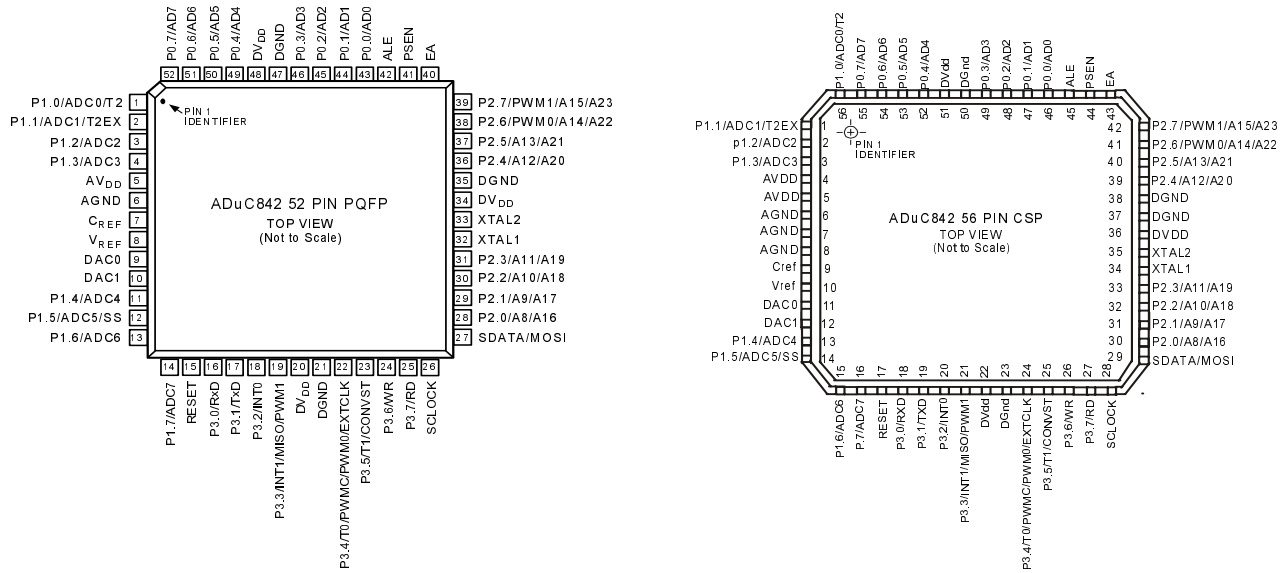 P0.7/AD7
P0.6/AD6
P0.5/AD5
P0.4/AD4
DVDD
DGND
P0.3/AD3
P0.2/AD2
P0.1/AD1
P0.0/AD0
ALE
PSEN
EA
52 51 50 49 48 47 46 45 44 43 42 41 40
P1.0/ADC0/T2 1
P1.1/ADC1/T2EX 2
P1.2/ADC2 3
P1.3/ADC3 4
AVDD 5
AGND 6
CREF 7
VREF 8
DAC0 9
DAC1 10
P1.4/ADC4 11
P1.5/ADC5/SS 12
P1.6/ADC6 13
PIN 1
IDENTIFIER
ADuC842 52 PIN PQFP
TOP VIEW
(Not to Scale)
39 P2.7/PWM1/A15/A23
38 P2.6/PWM0/A14/A22
37 P2.5/A13/A21
36 P2.4/A12/A20
35 DGND
34 DVDD
33 XTAL2
32 XTAL1
31 P2.3/A11/A19
30 P2.2/A10/A18
29 P2.1/A9/A17
28 P2.0/A8/A16
27 SDATA/MOSI
14 15 16 17 18 19 20 21 22 23 24 25 26
P1.7/ADC7
RESET
P3.0/RxD
P3.1/TxD
P3.2/INT0
P3.3/INT1/MISO/PWM1
DVDD
DGND
P3.4/T0/PWMC/PWM0/EXTCLK
P3.5/T1/CONVST
P3.6/WR
P3.7/RD
SCLOCK
P1.0/ADC0/T2
P0.7/AD7
P0.6/AD6
P0.5/AD5
P0.4/AD4
DVdd
DGnd
P0.3/AD3
P0.2/AD2
P0.1/AD1
P0.0/AD0
ALE
PSEN
EA
56 55 54 53 52 51 50 49 48 47 46 45 44 43
P1.1/ADC1/T2EX 1
p1.2/ADC2 2
P1.3/ADC3 3
AVDD 4
AVDD 5
AGND 6
AGND 7
AGND 8
Cref 9
Vref 10
DAC0 11
DAC1 12
P1.4/ADC4 13
P1.5/ADC5/SS 14
PIN 1
IDENTIFIER
ADuC842 56 PIN CSP
TOP VIEW
(Not to Scale)
42 P2.7/PWM1/A15/A23
41 P2.6/PWM0/A14/A22
40 P2.5/A13/A21
39 P2.4/A12/A20
38 DGND
37 DGND
36 DVDD
35 XTAL2
34 XTAL1
33 P2.3/A11/A19
32 P2.2/A10/A18
31 P2.1/A9/A17
30 P2.0/A8/A16
29 SDATA/MOSI
15 16 17 18 19 20 21 22 23 24 25 26 27 28
P1.6/ADC6
P.7/ADC7
RESET
P3.0/RXD
P3.1/TXD
P3.2/INT0
P3.3/INT1/MISO/PWM1
DVdd
DGnd
P3.4/T0/PWMC/PWM0/EXTCLK
P3.5/T1/CONVST
P3.6/WR
P3.7/RD
SCLOCK